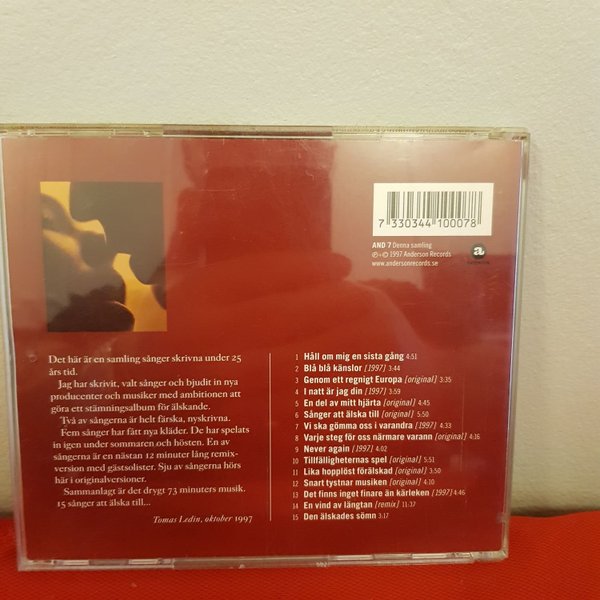 7 330344 100078
AND 7 Denna samling
℗+© 1997 Anderson Records
www.andersonrecords.se
a
Det här är en samling sånger skrivna under 25
års tid.
Jag har skrivit, valt sånger och bjudit in nya
producenter och musiker med ambitionen att
göra ett stämningsalbum för älskande.
Två av sångerna är helt färska, nyskrivna.
Fem sånger har fått nya kläder. De har spelats
in igen under sommaren och hösten. En av
sångerna är en nästan 12 minuter lång remix-
version med gästsolister. Sju av sångerna hörs
här i originalversioner.
Sammanlagt är det drygt 73 minuters musik.
15 sånger att älska till...
Tomas Ledin, oktober 1997
1 Håll om mig en sista gång 4:51
2 Blå blå känslor [1997] 3:44
3 Genom ett regnigt Europa [original] 3:35
4 I natt är jag din [1997] 3.59
5 En del av mitt hjärta [original] 4.45
6 Sånger att älska till [original] 5.50
7 Vi ska gömma oss i varandra [1997] 4.33
8 Varje steg för oss närmare varann [original] 4:16
9 Never again [1997] 4.02
10 Tillfälligheternas spel [original] 5:51
11 Lika hopplöst förälskad [original] 3.50
12 Snart tystnar musiken [original] 4.10
13 Det finns inget finare än kärleken [1997] 4:46
14 En vind av längtan [remix] 11:37
15 Den älskades sömn 3.17